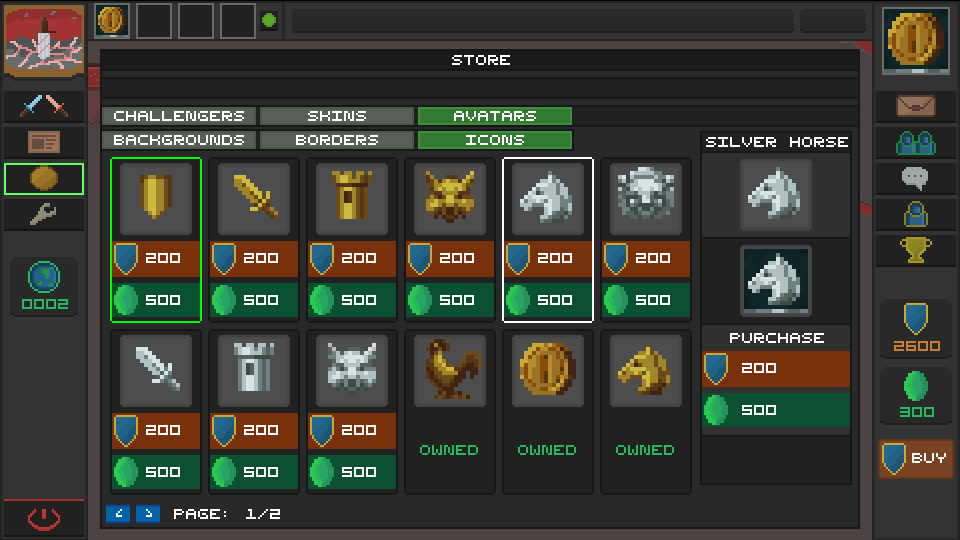 STORE
CHALLENGERS SKINS AVATARS
BACKGROUNDS BORDERS ICONS
SILVER HORSE
200 200 200 200 200 200
500 500 500 500 500 500
0002
PURCHASE
2600
200
500
300
200 200 200
OWNED OWNED OWNED
BUY
500 500 500
< > PAGE: 1/2